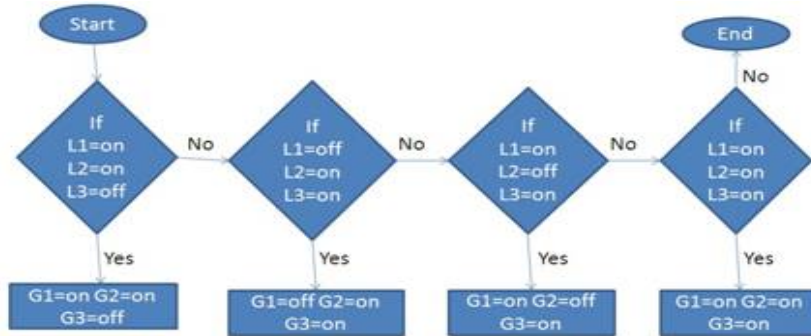 Start
End
If
L1=on
L2=on
L3=off
No
Yes
G1=on G2=on
G3=off
If
L1=off
L2=on
L3=on
No
Yes
G1=off G2=on
G3=on
If
L1=on
L2=off
L3=on
No
Yes
G1=on G2=off
G3=on
If
L1=on
L2=on
L3=on
No
Yes
G1=on G2=on
G3=on